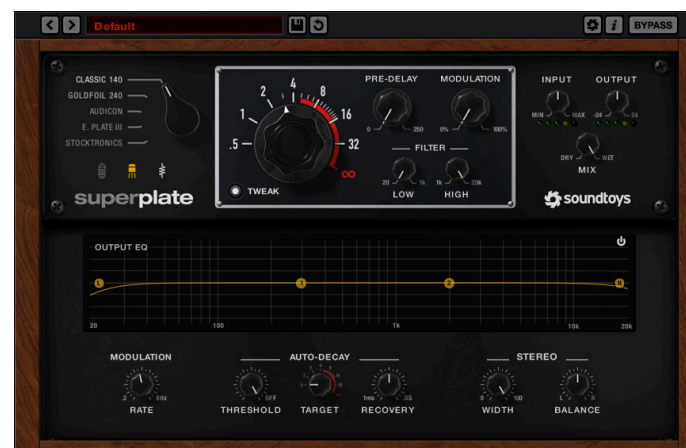 Default
i
BYPASS
CLASSIC 140
GOLDFOIL 240
AUDICON
E. PLATE III
STOCKTRONICS
superplate
.5
1
2
4
8
16
32
∞
TWEAK
PRE-DELAY
0
250
MODULATION
0%
100%
FILTER
20
1k
LOW
1k
20k
HIGH
INPUT
MIN
MAX
OUTPUT
-24
24
DRY
WET
MIX
soundtoys
OUTPUT EQ
L
1
2
H
20
100
1k
10k
20k
MODULATION
RATE
AUTO-DECAY
OFF
THRESHOLD
TARGET
1ms
RECOVERY
STEREO
0
100
WIDTH
L
R
BALANCE